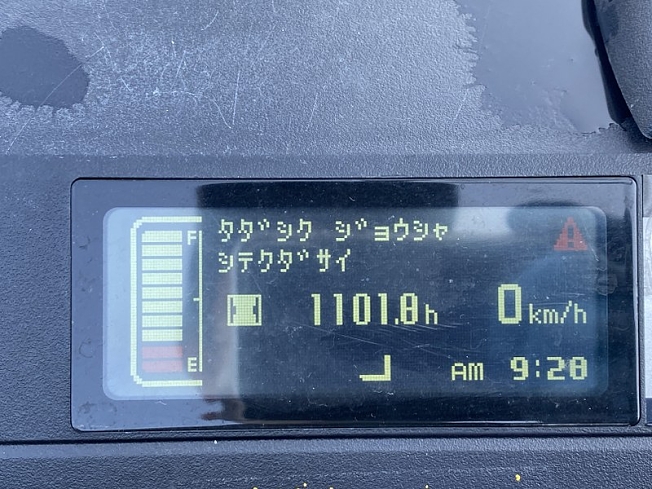 タダシク ジョウシャ
シテクダサイ
F
E
1101.8h
0km/h
AM 9:20